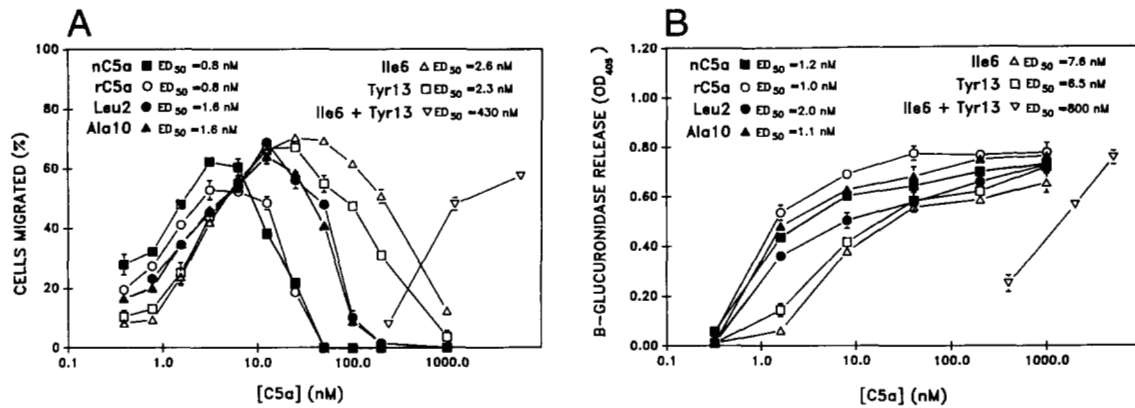 A
CELLS MIGRATED (%)
100
80
60
40
20
0
0.1
1.0
10.0
100.0
1000.0
[C5a] (nM)
nC5a ■ ED50 =0.8 nM
rC5a ○ ED50 =0.8 nM
Leu2 ● ED50 =1.6 nM
Ala10 ▲ ED50 =1.6 nM
Ile6 △ ED50 =2.6 nM
Tyr13 □ ED50 =2.3 nM
Ile6 + Tyr13 ▽ ED50 =430 nM
B
B-GLUCURONIDASE RELEASE (OD405)
1.20
1.00
0.80
0.60
0.40
0.20
0.00
0.1
1.0
10.0
100.0
1000.0
[C5a] (nM)
nC5a ■ ED50 =1.2 nM
rC5a ○ ED50 =1.0 nM
Leu2 ● ED50 =2.0 nM
Ala10 ▲ ED50 =1.1 nM
Ile6 △ ED50 =7.6 nM
Tyr13 □ ED50 =6.5 nM
Ile6 + Tyr13 ▽ ED50 =800 nM